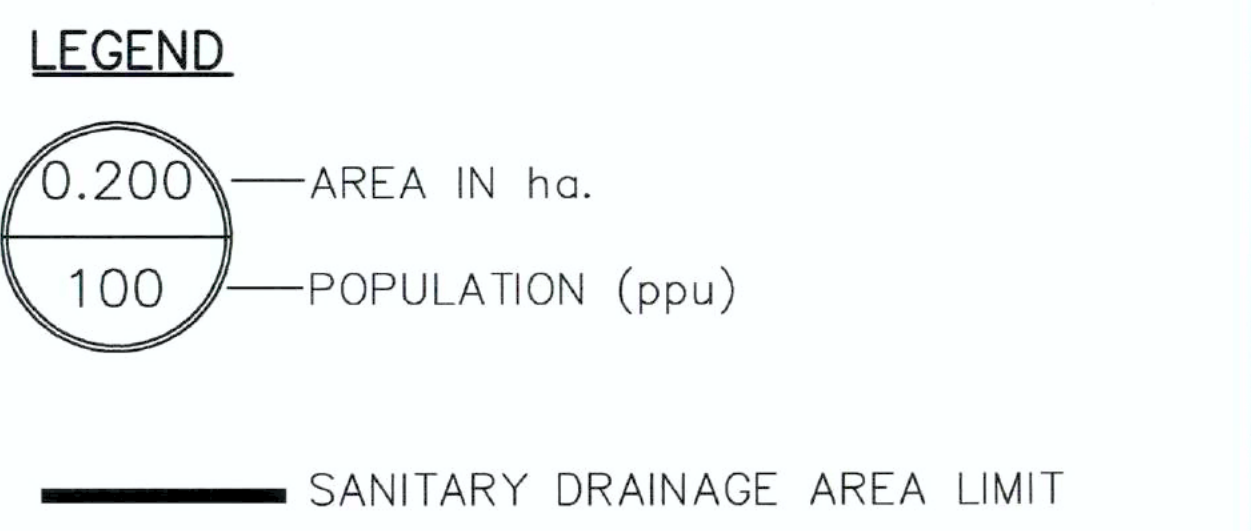 LEGEND
0.200 AREA IN ha.
100 POPULATION (ppu)
SANITARY DRAINAGE AREA LIMIT